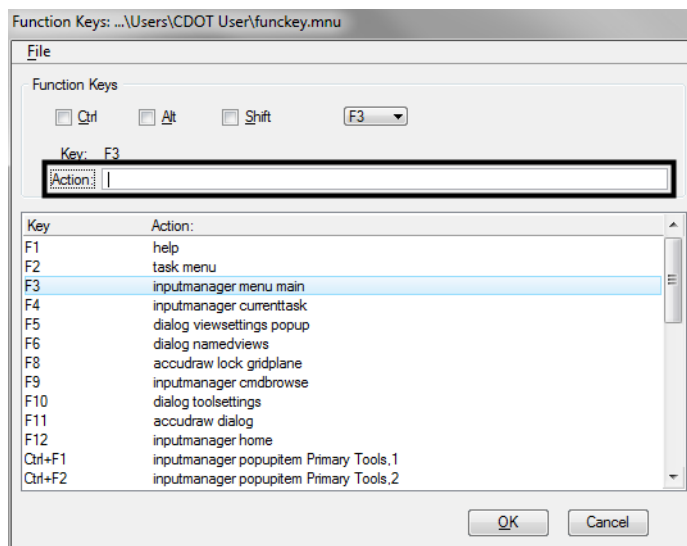 Function Keys: ...\Users\CDOT User\funckey.mnu
File
Function Keys
Ctrl Alt Shift F3
Key: F3
Action:
Key Action:
F1 help
F2 task menu
F3 inputmanager menu main
F4 inputmanager currenttask
F5 dialog viewsettings popup
F6 dialog namedviews
F8 accudraw lock gridplane
F9 inputmanager cmdbrowse
F10 dialog toolsettings
F11 accudraw dialog
F12 inputmanager home
Ctrl+F1 inputmanager popupitem Primary Tools,1
Ctrl+F2 inputmanager popupitem Primary Tools,2
OK Cancel